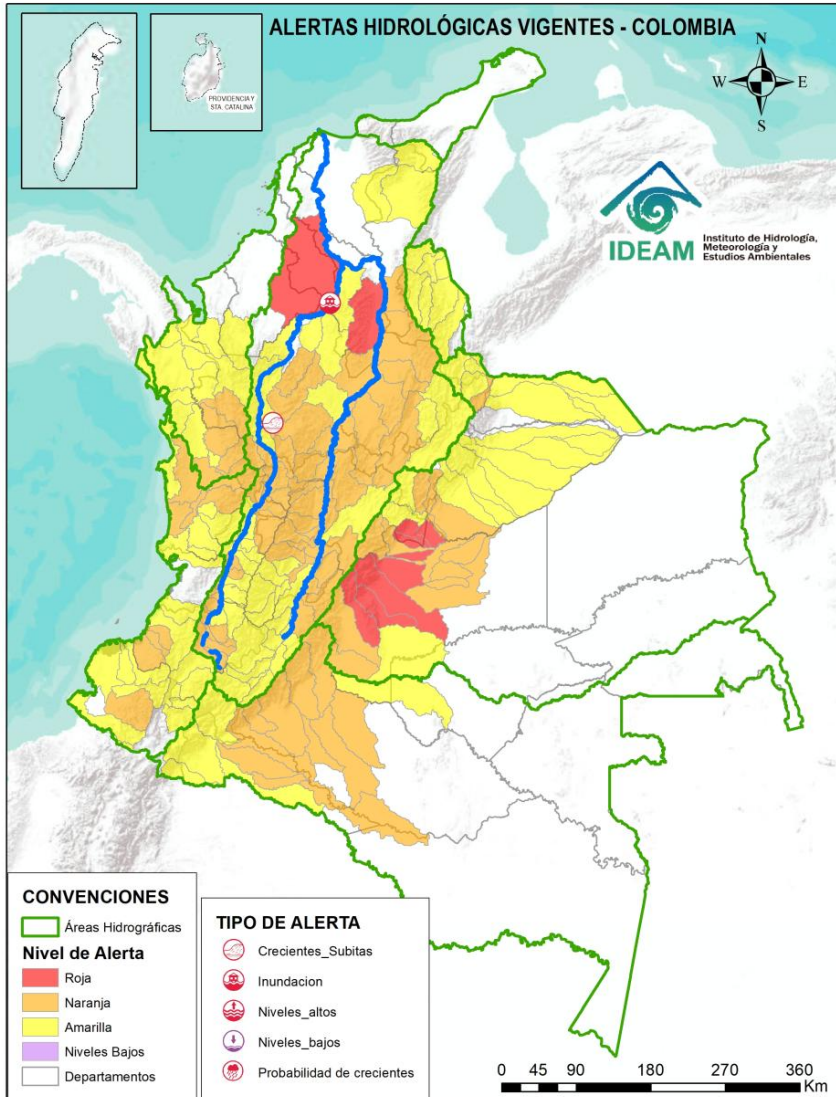 ALERTAS HIDROLÓGICAS VIGENTES - COLOMBIA
PROVIDENCIA Y
STA. CATALINA
N
W
E
S
IDEAM
Instituto de Hidrología,
Meteorología y
Estudios Ambientales
CONVENCIONES
Áreas Hidrográficas
Nivel de Alerta
Roja
Naranja
Amarilla
Niveles Bajos
Departamentos
TIPO DE ALERTA
Crecientes_Subitas
Inundacion
Niveles_altos
Niveles_bajos
Probabilidad de crecientes
0 45 90 180 270 360
Km